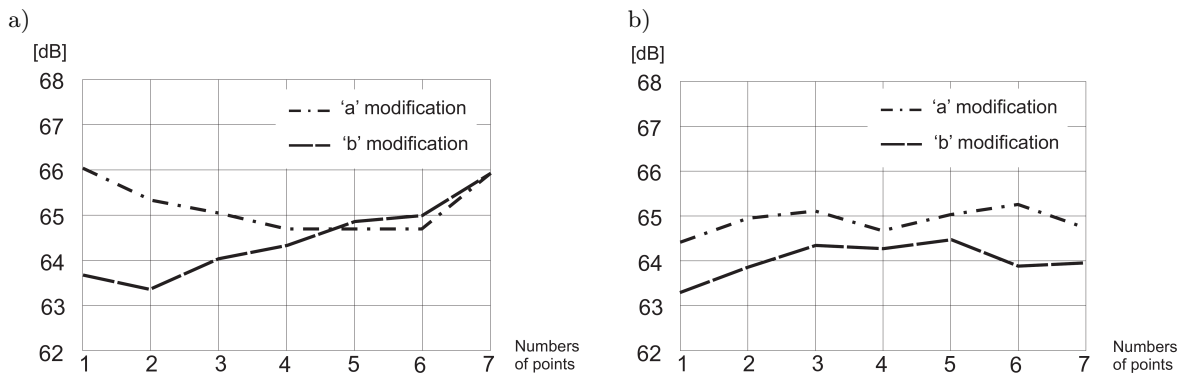 a)
[dB]
68
67
66
65
64
63
62
1 2 3 4 5 6 7
Numbers
of points
'a' modification
'b' modification
b)
[dB]
68
67
66
65
64
63
62
1 2 3 4 5 6 7
Numbers
of points
'a' modification
'b' modification